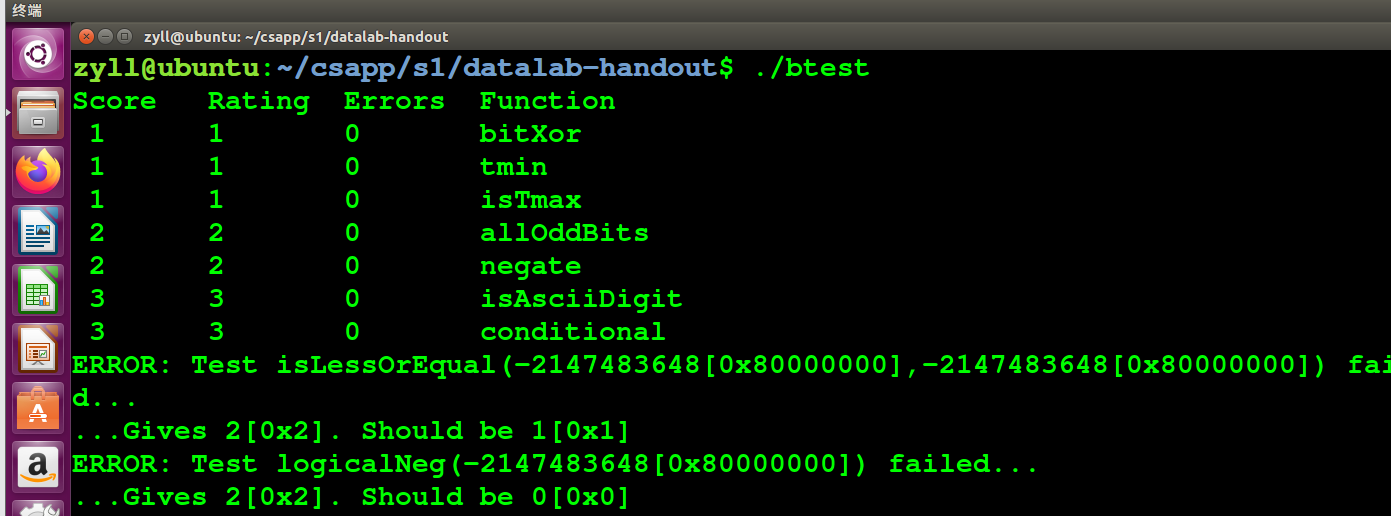 终端
zyll@ubuntu: ~/csapp/s1/datalab-handout
zyll@ubuntu:~/csapp/s1/datalab-handout$ ./btest
Score Rating Errors Function
1 1 0 bitXor
1 1 0 tmin
1 1 0 isTmax
2 2 0 allOddBits
2 2 0 negate
3 3 0 isAsciiDigit
3 3 0 conditional
ERROR: Test isLessOrEqual(-2147483648[0x80000000],-2147483648[0x80000000]) fai
d...
...Gives 2[0x2]. Should be 1[0x1]
ERROR: Test logicalNeg(-2147483648[0x80000000]) failed...
...Gives 2[0x2]. Should be 0[0x0]